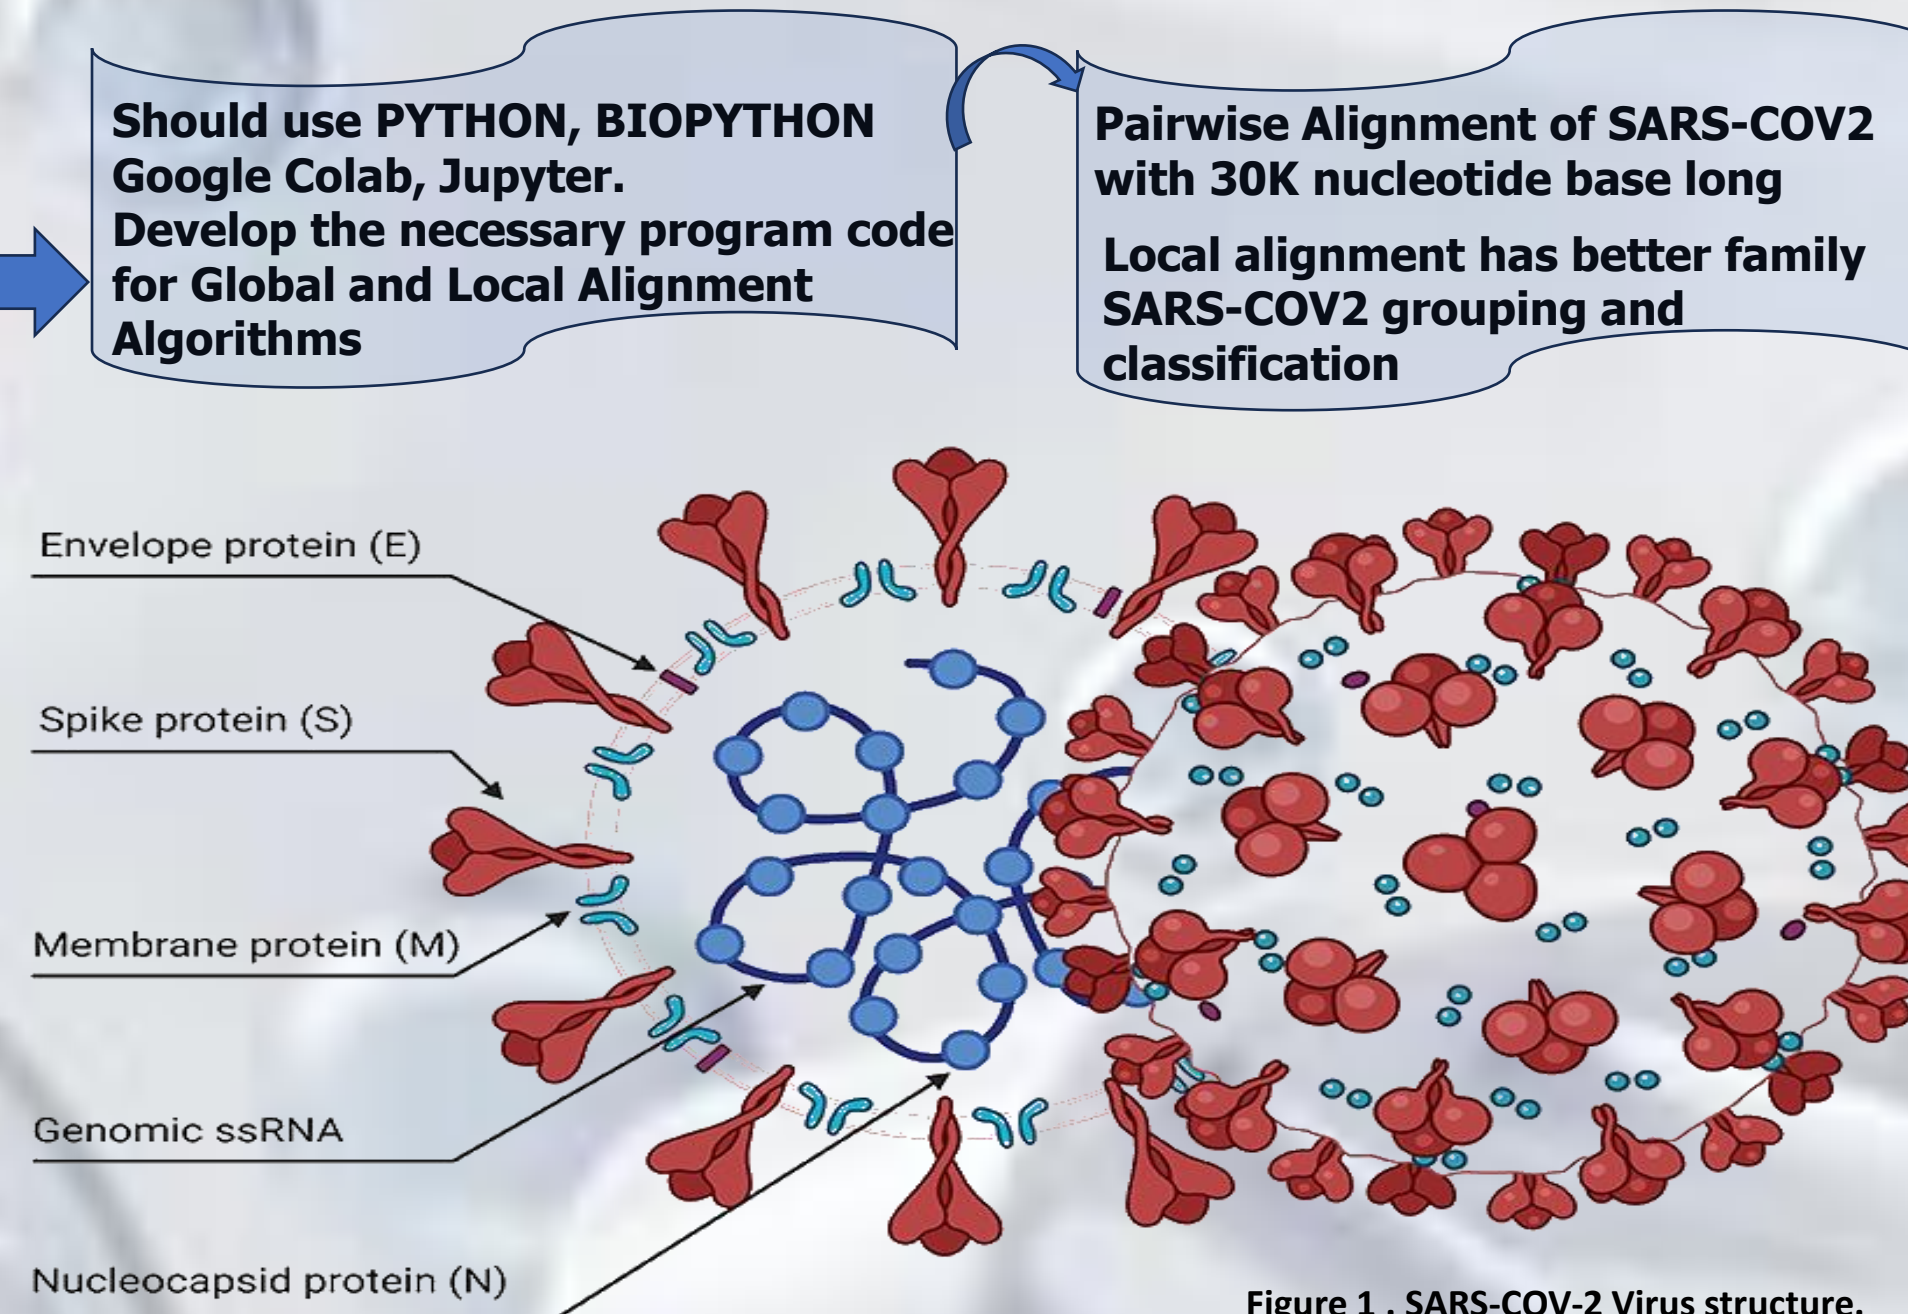 Should use PYTHON, BIOPYTHON
Google Colab, Jupyter.
Develop the necessary program code
for Global and Local Alignment
Algorithms
Pairwise Alignment of SARS-COV2
with 30K nucleotide base long
Local alignment has better family
SARS-COV2 grouping and
classification
Envelope protein (E)
Spike protein (S)
Membrane protein (M)
Genomic ssRNA
Nucleocapsid protein (N)
Figure 1 . SARS-COV-2 Virus structure.